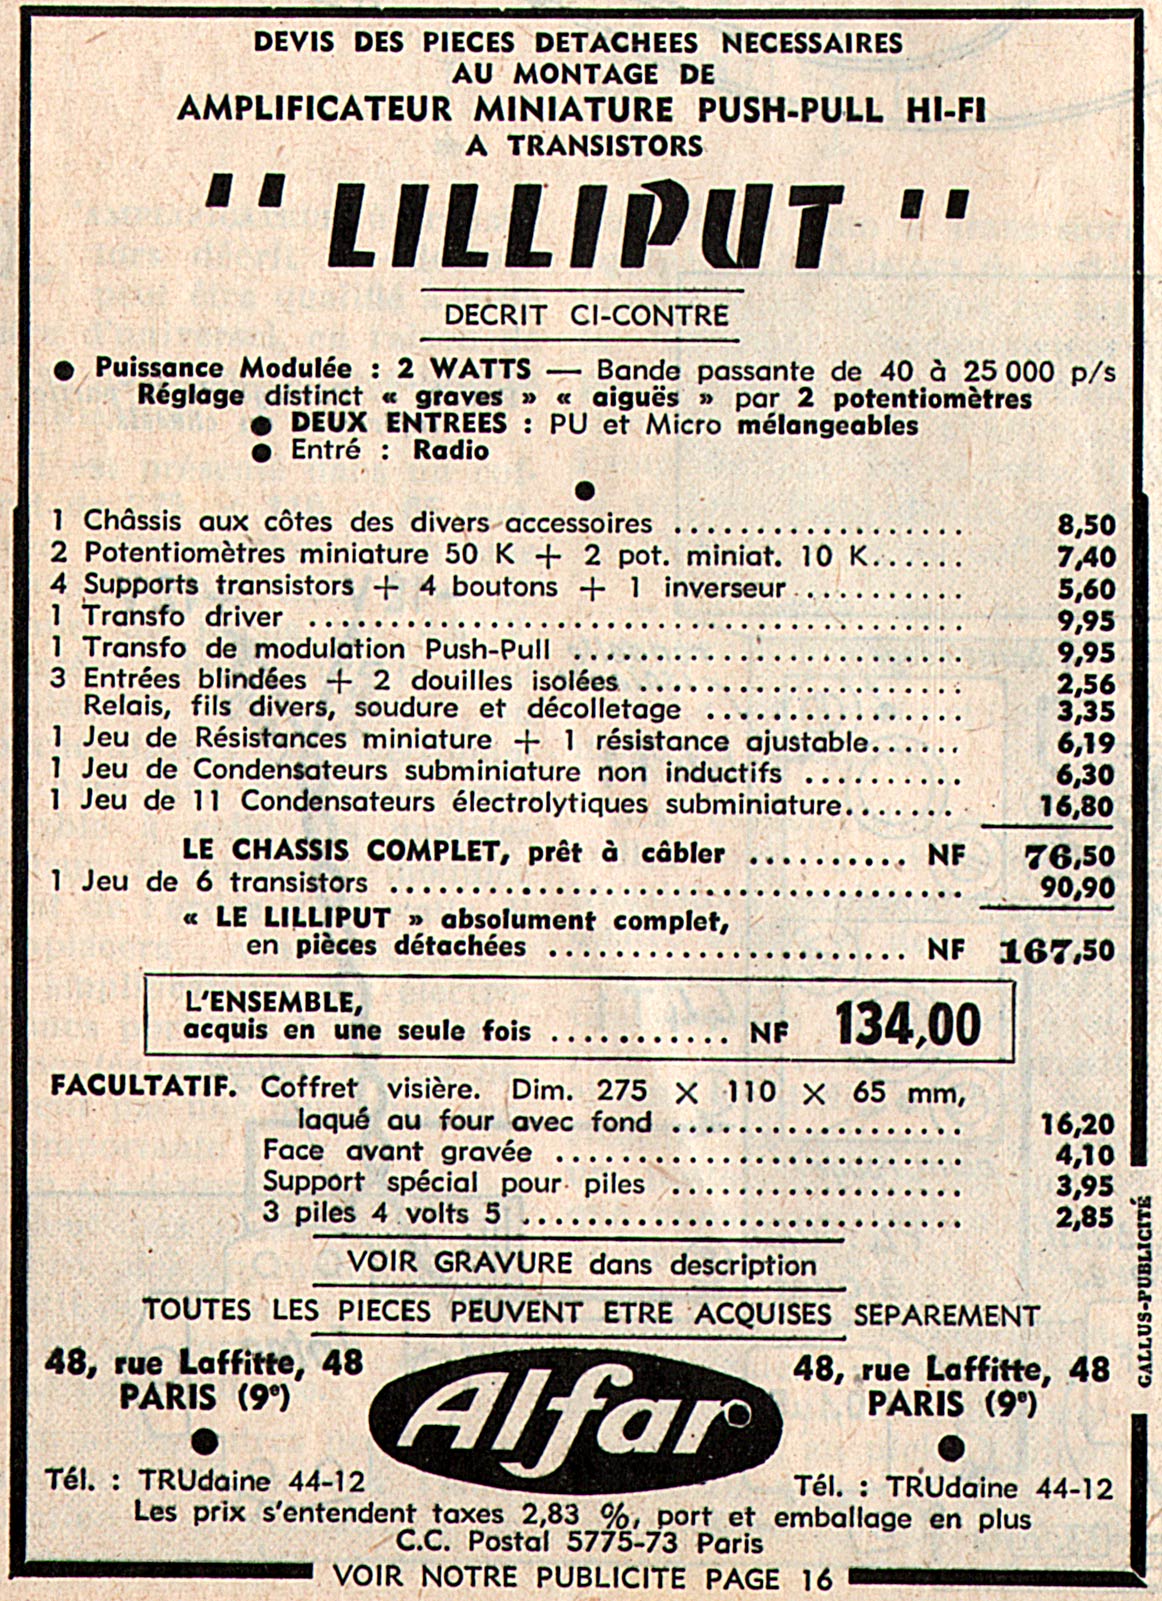 DEVIS DES PIECES DETACHEES NECESSAIRES
AU MONTAGE DE
AMPLIFICATEUR MINIATURE PUSH-PULL HI-FI
A TRANSISTORS
" LILLIPUT "
DECRIT CI-CONTRE
● Puissance Modulée : 2 WATTS — Bande passante de 40 à 25 000 p/s
Réglage distinct « graves » « aiguës » par 2 potentiomètres
● DEUX ENTREES : PU et Micro mélangeables
● Entré : Radio
●
1 Châssis aux côtes des divers accessoires .................. 8,50
2 Potentiomètres miniature 50 K + 2 pot. miniat. 10 K...... 7,40
4 Supports transistors + 4 boutons + 1 inverseur .......... 5,60
1 Transfo driver ........................................ 9,95
1 Transfo de modulation Push-Pull ........................ 9,95
3 Entrées blindées + 2 douilles isolées .................... 2,56
Relais, fils divers, soudure et décolletage ................ 3,35
1 Jeu de Résistances miniature + 1 résistance ajustable...... 6,19
1 Jeu de Condensateurs subminiature non inductifs .......... 6,30
1 Jeu de 11 Condensateurs électrolytiques subminiature....... 16,80
LE CHASSIS COMPLET, prêt à câbler .......... NF 76,50
1 Jeu de 6 transistors .................................... 90,90
« LE LILLIPUT » absolument complet,
en pièces détachées ...................... NF 167,50
L'ENSEMBLE,
acquis en une seule fois ........... NF 134,00
FACULTATIF. Coffret visière. Dim. 275 X 110 X 65 mm,
laqué au four avec fond .................. 16,20
Face avant gravée .......................... 4,10
Support spécial pour piles .................. 3,95
3 piles 4 volts 5 ............................ 2,85
VOIR GRAVURE dans description
TOUTES LES PIECES PEUVENT ETRE ACQUISES SEPAREMENT
48, rue Laffitte, 48
PARIS (9e)
●
Tél. : TRUdaine 44-12
Alfar
48, rue Laffitte, 48
PARIS (9e)
●
Tél. : TRUdaine 44-12
Les prix s'entendent taxes 2,83 %, port et emballage en plus
C.C. Postal 5775-73 Paris
VOIR NOTRE PUBLICITE PAGE 16
GALLUS-PUBLICITÉ